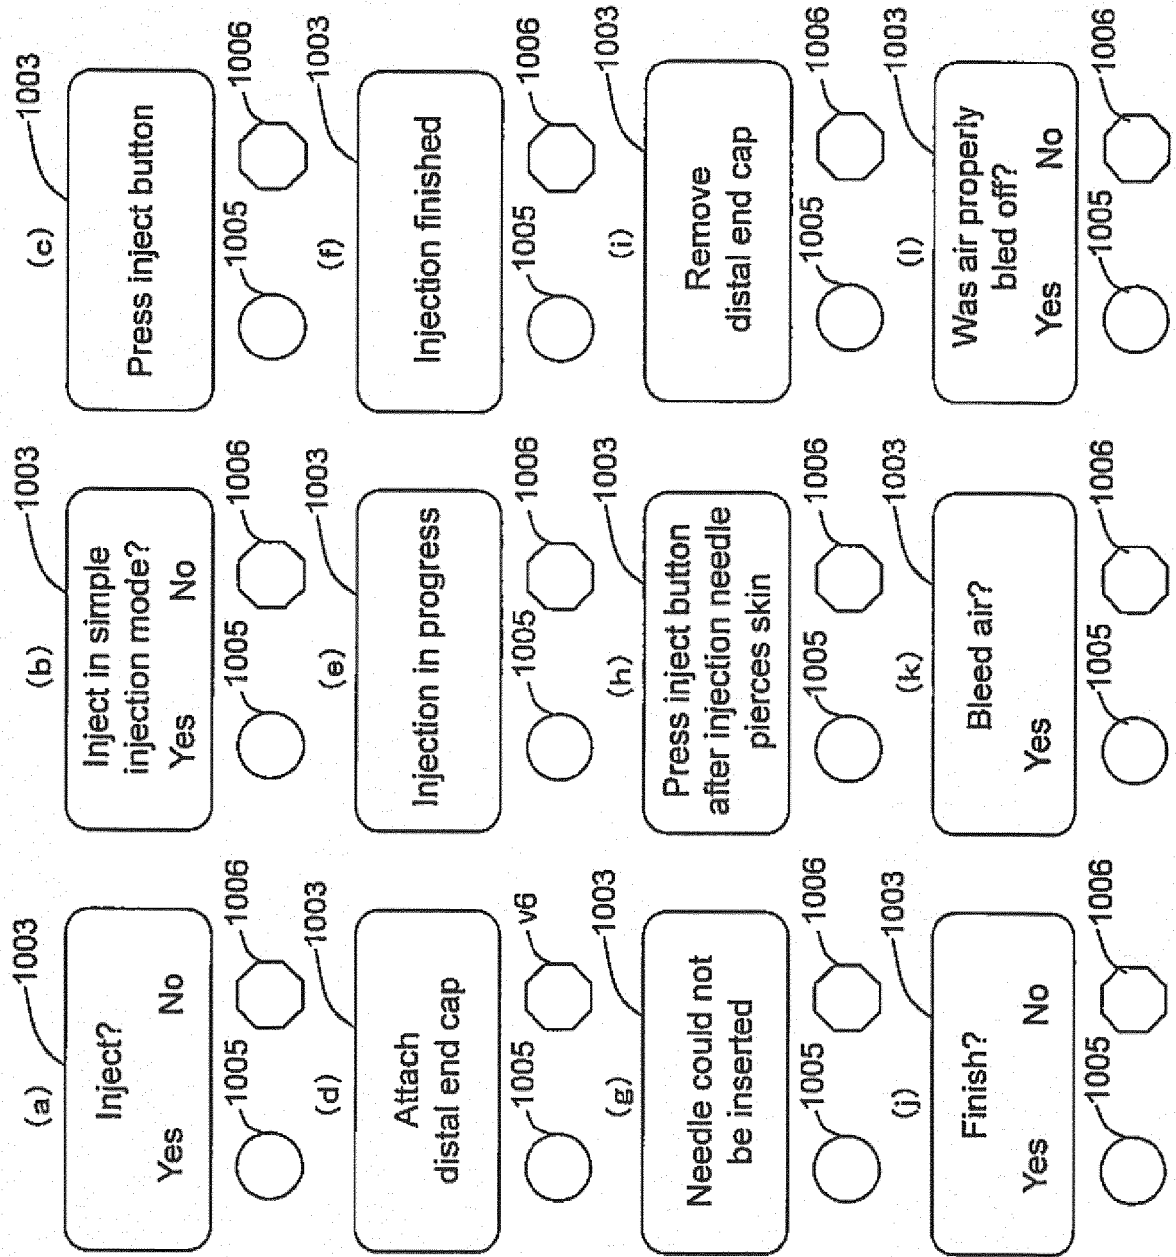 (a)
1003
Inject?
Yes No
1005
1006
(b)
1003
Inject in simple
injection mode?
Yes No
1005
1006
(c)
1003
Press inject button
1005
1006
(d)
1003
Attach
distal end cap
1005
v6
(e)
1003
Injection in progress
1005
1006
(f)
1003
Injection finished
1005
1006
(g)
1003
Needle could not
be inserted
1005
1006
(h)
1003
Press inject button
after injection needle
pierces skin
1005
1006
(i)
1003
Remove
distal end cap
1005
1006
(j)
1003
Finish?
Yes No
1005
1006
(k)
1003
Bleed air?
Yes
1005
1006
(l)
1003
Was air properly
bled off?
Yes No
1005
1006